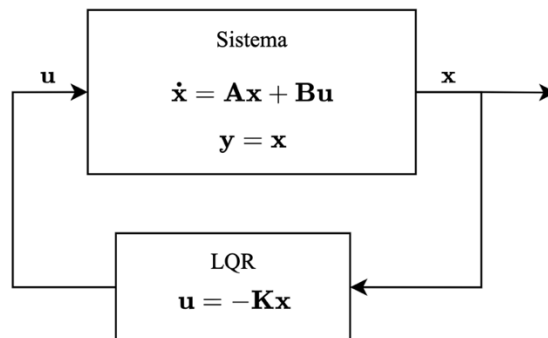 Sistema
u
ẋ = Ax + Bu
x
y = x
LQR
u = −Kx